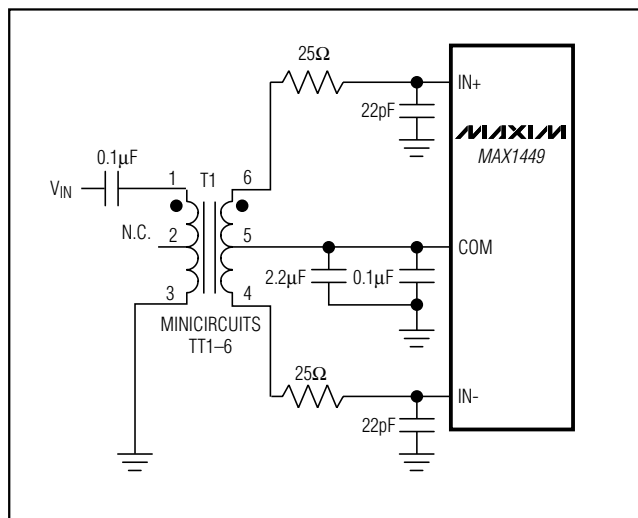 25Ω
IN+
22pF
MAXIM
MAX1449
0.1µF
VIN
1
T1
6
N.C.
2
5
COM
2.2µF
0.1µF
3
4
MINICIRCUITS
TT1–6
25Ω
IN-
22pF